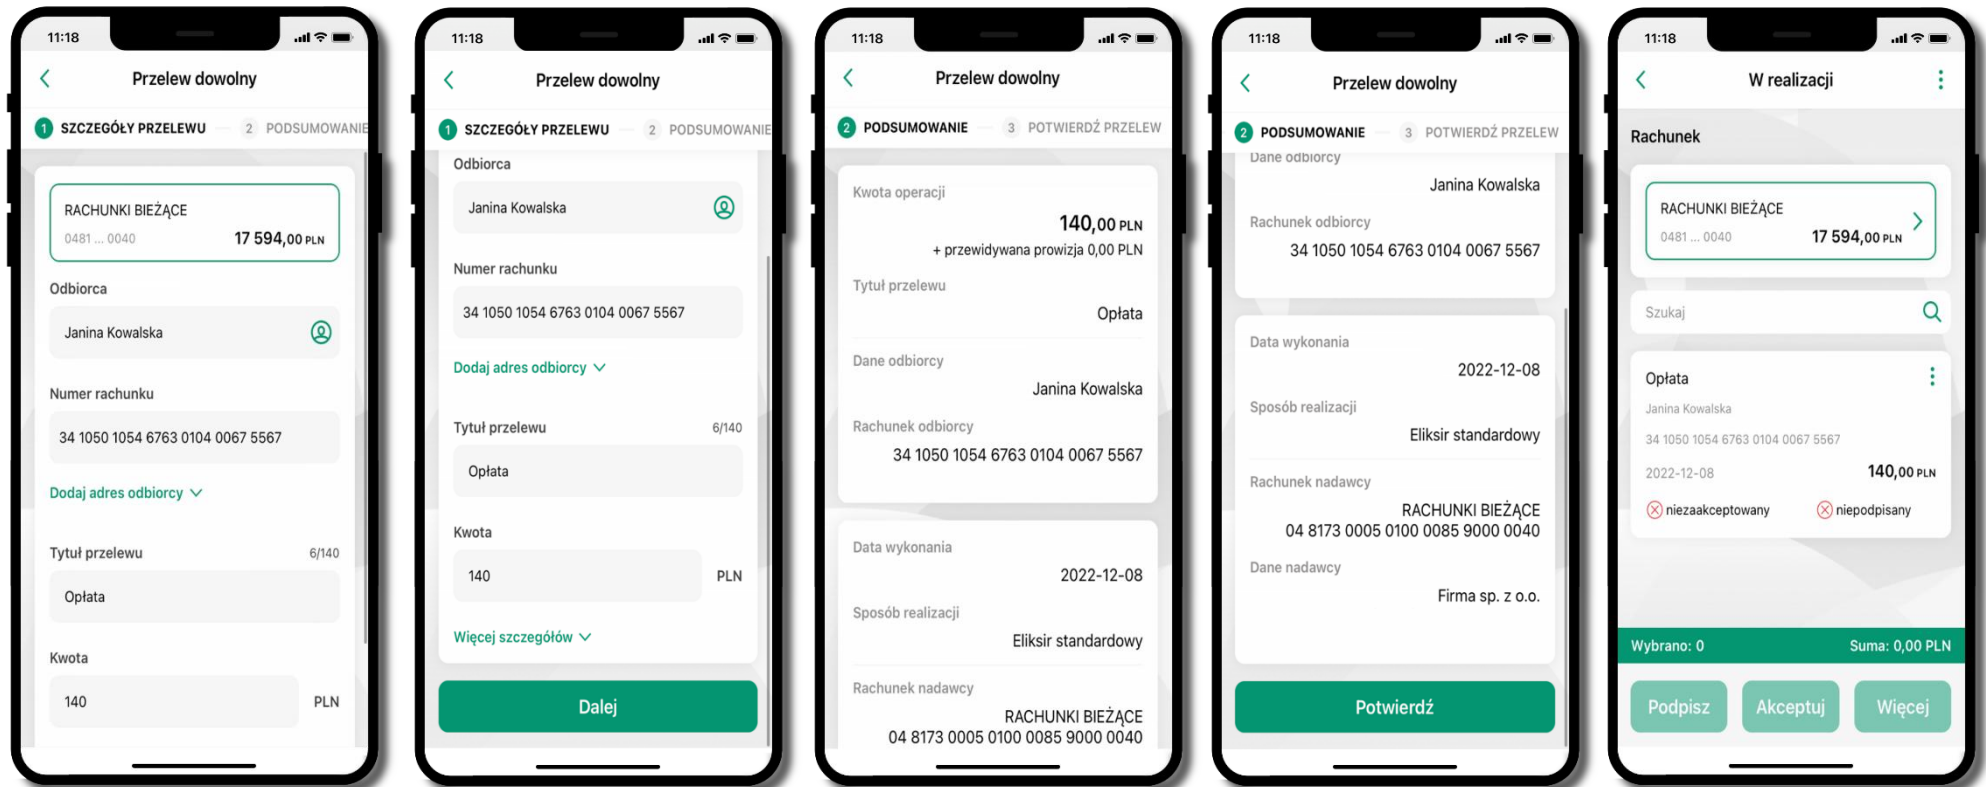 11:18
Przelew dowolny
1 SZCZEGÓŁY PRZELEWU 2 PODSUMOWANIE
RACHUNKI BIEŻĄCE
0481 ... 0040 17 594,00 PLN
Odbiorca
Janina Kowalska
Numer rachunku
34 1050 1054 6763 0104 0067 5567
Dodaj adres odbiorcy
Tytuł przelewu 6/140
Opłata
Kwota
140 PLN
11:18
Przelew dowolny
1 SZCZEGÓŁY PRZELEWU 2 PODSUMOWANIE
Odbiorca
Janina Kowalska
Numer rachunku
34 1050 1054 6763 0104 0067 5567
Dodaj adres odbiorcy
Tytuł przelewu 6/140
Opłata
Kwota
140 PLN
Więcej szczegółów
Dalej
11:18
Przelew dowolny
2 PODSUMOWANIE 3 POTWIERDŹ PRZELEW
Kwota operacji
140,00 PLN
+ przewidywana prowizja 0,00 PLN
Tytuł przelewu
Opłata
Dane odbiorcy
Janina Kowalska
Rachunek odbiorcy
34 1050 1054 6763 0104 0067 5567
Data wykonania
2022-12-08
Sposób realizacji
Eliksir standardowy
Rachunek nadawcy
RACHUNKI BIEŻĄCE
04 8173 0005 0100 0085 9000 0040
11:18
Przelew dowolny
2 PODSUMOWANIE 3 POTWIERDŹ PRZELEW
Dane odbiorcy
Janina Kowalska
Rachunek odbiorcy
34 1050 1054 6763 0104 0067 5567
Data wykonania
2022-12-08
Sposób realizacji
Eliksir standardowy
Rachunek nadawcy
RACHUNKI BIEŻĄCE
04 8173 0005 0100 0085 9000 0040
Dane nadawcy
Firma sp. z o.o.
Potwierdź
11:18
W realizacji
Rachunek
RACHUNKI BIEŻĄCE
0481 ... 0040 17 594,00 PLN
Szukaj
Opłata
Janina Kowalska
34 1050 1054 6763 0104 0067 5567
2022-12-08 140,00 PLN
niezaakceptowany niepodpisany
Wybrano: 0 Suma: 0,00 PLN
Podpisz Akceptuj Więcej